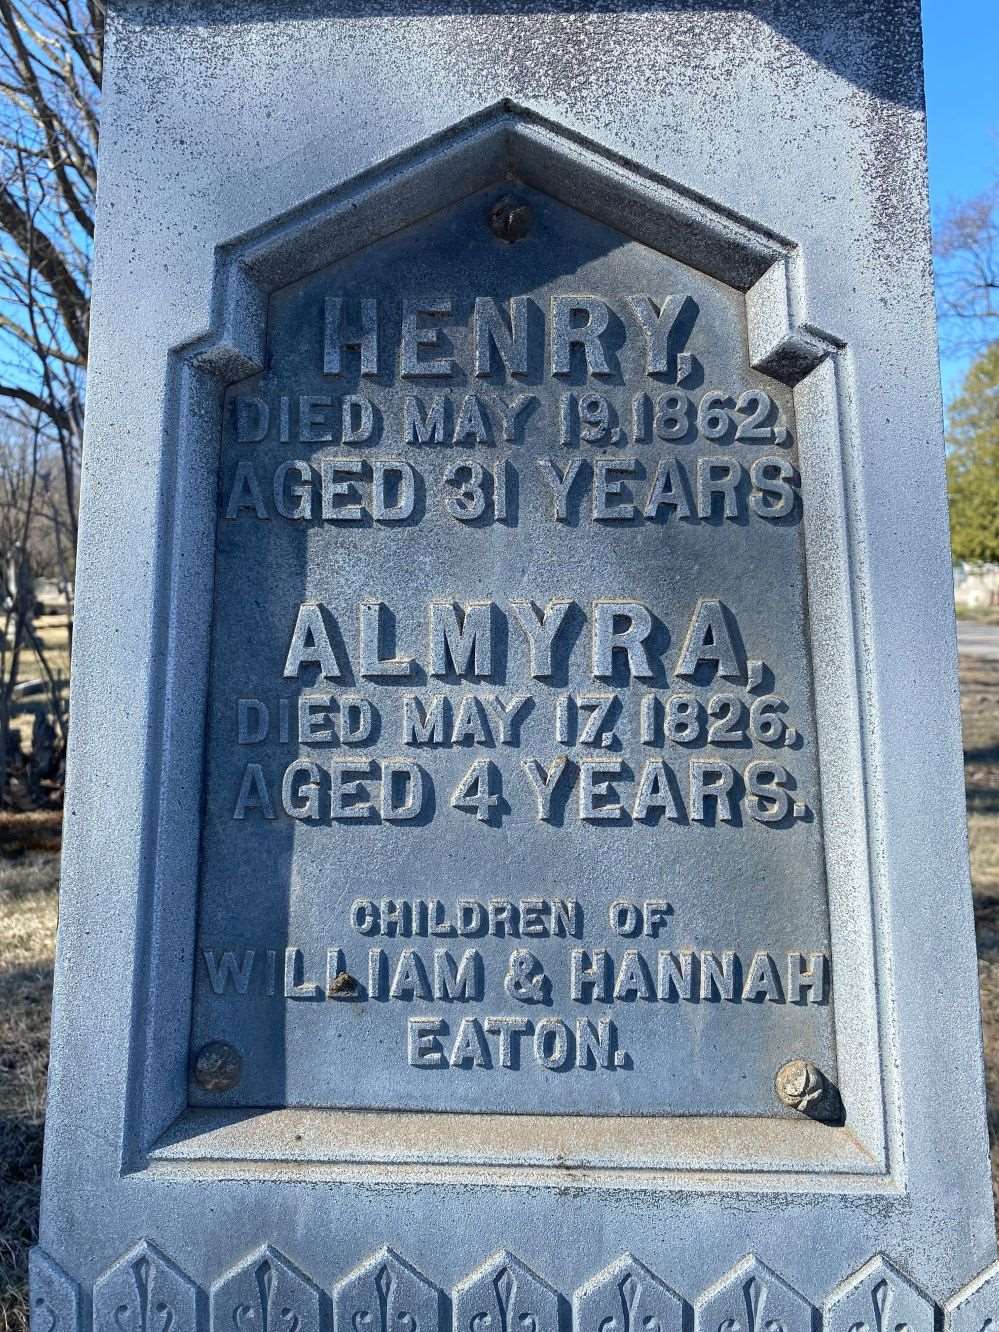 HENRY,
DIED MAY 19, 1862,
AGED 31 YEARS
ALMYRA,
DIED MAY 17, 1826,
AGED 4 YEARS.
CHILDREN OF
WILLIAM & HANNAH
EATON.